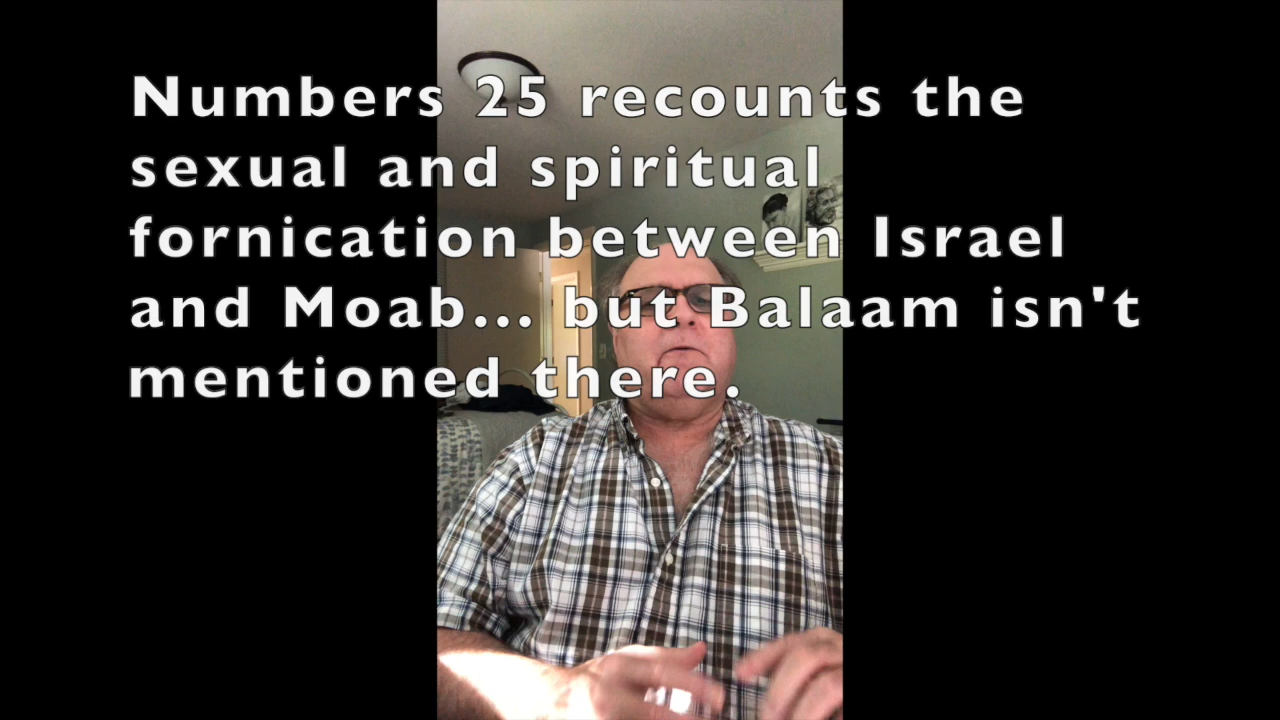 Numbers 25 recounts the
sexual and spiritual
fornication between Israel
and Moab... but Balaam isn't
mentioned there.